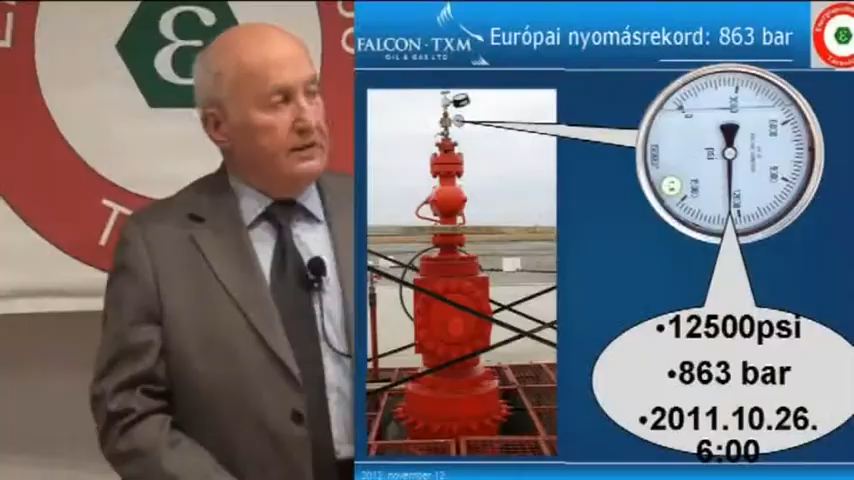 FALCON-TXM
OIL & GAS LTD
Európai nyomásrekord: 863 bar
psi
•12500psi
•863 bar
•2011.10.26.
6:00
2012. november 12